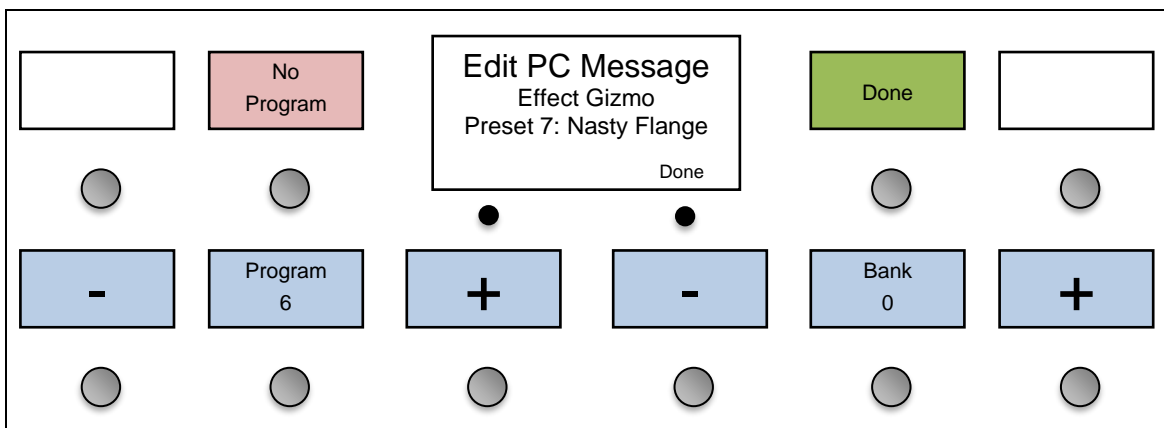 No
Program
Edit PC Message
Effect Gizmo
Preset 7: Nasty Flange
Done
Done
-
Program
6
+
-
Bank
0
+